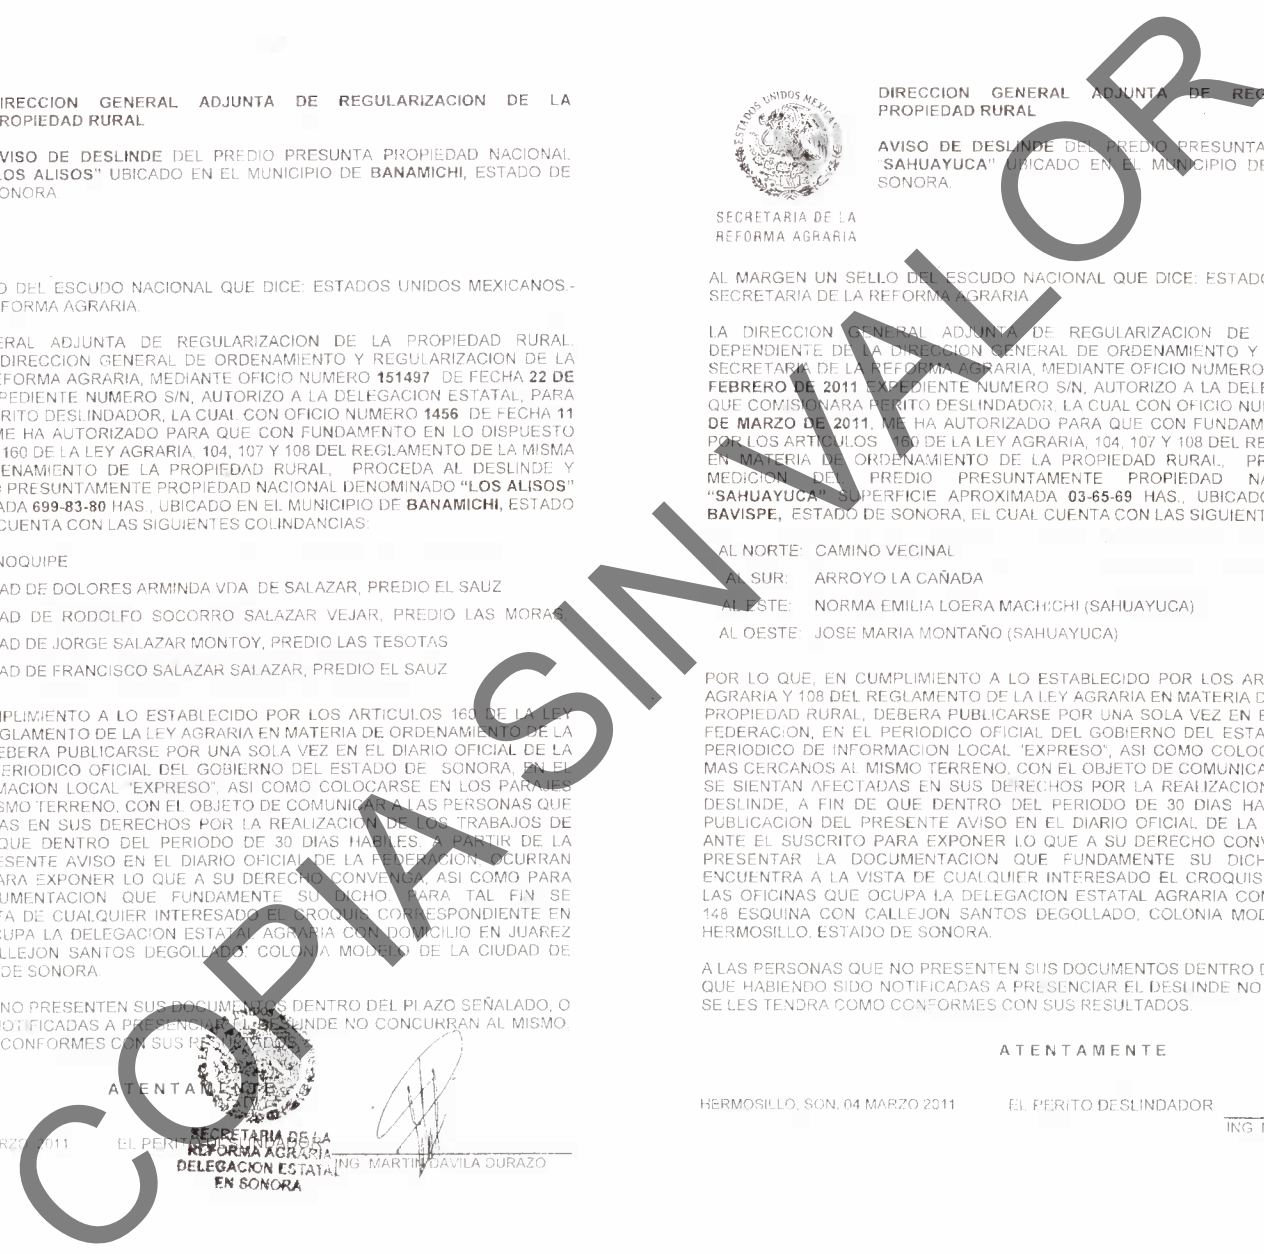 IRECCION GENERAL ADJUNTA DE REGULARIZACION DE LA
ROPIEDAD RURAL
VISO DE DESLINDE DEL PREDIO PRESUNTA PROPIEDAD NACIONAL
LOS ALISOS" UBICADO EN EL MUNICIPIO DE BANAMICHI, ESTADO DE
ONORA.
O DEL ESCUDO NACIONAL QUE DICE: ESTADOS UNIDOS MEXICANOS.-
EFORMA AGRARIA.
ERAL ADJUNTA DE REGULARIZACION DE LA PROPIEDAD RURAL.
DIRECCION GENERAL DE ORDENAMIENTO Y REGULARIZACION DE LA
EFORMA AGRARIA, MEDIANTE OFICIO NUMERO 151497 DE FECHA 22 DE
PEDIENTE NUMERO S/N, AUTORIZO A LA DELEGACION ESTATAL, PARA
ERITO DESLINDADOR, LA CUAL CON OFICIO NUMERO 1456 DE FECHA 11
ME HA AUTORIZADO PARA QUE CON FUNDAMENTO EN LO DISPUESTO
160 DE LA LEY AGRARIA, 104, 107 Y 108 DEL REGLAMENTO DE LA MISMA
DENAMIENTO DE LA PROPIEDAD RURAL, PROCEDA AL DESLINDE Y
PRESUNTAMENTE PROPIEDAD NACIONAL DENOMINADO "LOS ALISOS"
ADA 699-83-80 HAS., UBICADO EN EL MUNICIPIO DE BANAMICHI, ESTADO
CUENTA CON LAS SIGUIENTES COLINDANCIAS:
NOQUIPE
AD DE DOLORES ARMINDA VDA DE SALAZAR, PREDIO EL SAUZ
AD DE RODOLFO SOCORRO SALAZAR VEJAR, PREDIO LAS MORAS,
AD DE JORGE SALAZAR MONTOY, PREDIO LAS TESOTAS
AD DE FRANCISCO SALAZAR SALAZAR, PREDIO EL SAUZ
MPLIMIENTO A LO ESTABLECIDO POR LOS ARTICULOS 160 DE LA LEY
EGLAMENTO DE LA LEY AGRARIA EN MATERIA DE ORDENAMIENTO DE LA
EBERA PUBLICARSE POR UNA SOLA VEZ EN EL DIARIO OFICIAL DE LA
ERIODICO OFICIAL DEL GOBIERNO DEL ESTADO DE SONORA, EN EL
MACION LOCAL "EXPRESO", ASI COMO COLOCARSE EN LOS PARAJES
SMO TERRENO, CON EL OBJETO DE COMUNICAR A LAS PERSONAS QUE
AS EN SUS DERECHOS POR LA REALIZACION DE LOS TRABAJOS DE
QUE DENTRO DEL PERIODO DE 30 DIAS HABILES, A PARTIR DE LA
ESENTE AVISO EN EL DIARIO OFICIAL DE LA FEDERACION, OCURRAN
ARA EXPONER LO QUE A SU DERECHO CONVENGA, ASI COMO PARA
UMENTACION QUE FUNDAMENTE SU DICHO. PARA TAL FIN SE
TA DE CUALQUIER INTERESADO EL CROQUIS CORRESPONDIENTE EN
CUPA LA DELEGACION ESTATAL AGRARIA CON DOMICILIO EN JUAREZ
LLEJON SANTOS DEGOLLADO, COLONIA MODELO DE LA CIUDAD DE
DE SONORA.
NO PRESENTEN SUS DOCUMENTOS DENTRO DEL PLAZO SEÑALADO, O
NOTIFICADAS A PRESENCIAR EL DESLINDE NO CONCURRAN AL MISMO,
CONFORMES CON SUS RESULTADOS
ATENTAMENTE
RZO 2011 EL PERITO DESLINDADOR
ING. MARTIN DAVILA DURAZO
SECRETARIA DE LA
REFORMA AGRARIA
DELEGACION ESTATAL
EN SONORA
ESTADOS UNIDOS MEXICANOS
SECRETARIA DE LA
REFORMA AGRARIA
DIRECCION GENERAL ADJUNTA DE REG
PROPIEDAD RURAL
AVISO DE DESLINDE DEL PREDIO PRESUNTA
"SAHUAYUCA" UBICADO EN EL MUNICIPIO DE
SONORA.
AL MARGEN UN SELLO DEL ESCUDO NACIONAL QUE DICE: ESTADO
SECRETARIA DE LA REFORMA AGRARIA.
LA DIRECCION GENERAL ADJUNTA DE REGULARIZACION DE
DEPENDIENTE DE LA DIRECCION GENERAL DE ORDENAMIENTO Y
SECRETARIA DE LA REFORMA AGRARIA, MEDIANTE OFICIO NUMERO
FEBRERO DE 2011 EXPEDIENTE NUMERO S/N, AUTORIZO A LA DELE
QUE COMISIONARA PERITO DESLINDADOR, LA CUAL CON OFICIO NU
DE MARZO DE 2011, ME HA AUTORIZADO PARA QUE CON FUNDAM
POR LOS ARTICULOS 160 DE LA LEY AGRARIA, 104, 107 Y 108 DEL RE
EN MATERIA DE ORDENAMIENTO DE LA PROPIEDAD RURAL, PR
MEDICION DEL PREDIO PRESUNTAMENTE PROPIEDAD NA
"SAHUAYUCA" SUPERFICIE APROXIMADA 03-65-69 HAS., UBICADO
BAVISPE, ESTADO DE SONORA, EL CUAL CUENTA CON LAS SIGUIENT
AL NORTE: CAMINO VECINAL
AL SUR: ARROYO LA CAÑADA
AL ESTE: NORMA EMILIA LOERA MACHICHI (SAHUAYUCA)
AL OESTE: JOSE MARIA MONTAÑO (SAHUAYUCA)
POR LO QUE, EN CUMPLIMIENTO A LO ESTABLECIDO POR LOS AR
AGRARIA Y 108 DEL REGLAMENTO DE LA LEY AGRARIA EN MATERIA D
PROPIEDAD RURAL, DEBERA PUBLICARSE POR UNA SOLA VEZ EN E
FEDERACION, EN EL PERIODICO OFICIAL DEL GOBIERNO DEL ESTA
PERIODICO DE INFORMACION LOCAL "EXPRESO", ASI COMO COLOC
MAS CERCANOS AL MISMO TERRENO, CON EL OBJETO DE COMUNICA
SE SIENTAN AFECTADAS EN SUS DERECHOS POR LA REALIZACION
DESLINDE, A FIN DE QUE DENTRO DEL PERIODO DE 30 DIAS HA
PUBLICACION DEL PRESENTE AVISO EN EL DIARIO OFICIAL DE LA
ANTE EL SUSCRITO PARA EXPONER LO QUE A SU DERECHO CONV
PRESENTAR LA DOCUMENTACION QUE FUNDAMENTE SU DICH
ENCUENTRA A LA VISTA DE CUALQUIER INTERESADO EL CROQUIS
LAS OFICINAS QUE OCUPA LA DELEGACION ESTATAL AGRARIA CON
148 ESQUINA CON CALLEJON SANTOS DEGOLLADO, COLONIA MOD
HERMOSILLO, ESTADO DE SONORA.
A LAS PERSONAS QUE NO PRESENTEN SUS DOCUMENTOS DENTRO D
QUE HABIENDO SIDO NOTIFICADAS A PRESENCIAR EL DESLINDE NO
SE LES TENDRA COMO CONFORMES CON SUS RESULTADOS.
ATENTAMENTE
HERMOSILLO, SON, 04 MARZO 2011 EL PERITO DESLINDADOR
ING.
COPIA SIN VALOR